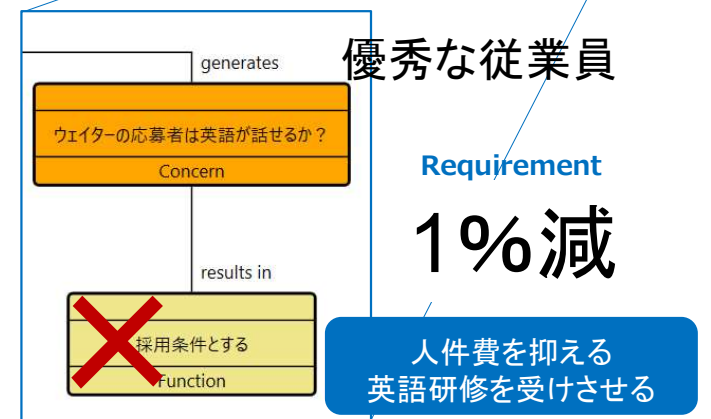 generates
優秀な従業員
ウェイターの応募者は英語が話せるか？
Concern
Requirement
1%減
results in
採用条件とする
Function
人件費を抑える
英語研修を受けさせる